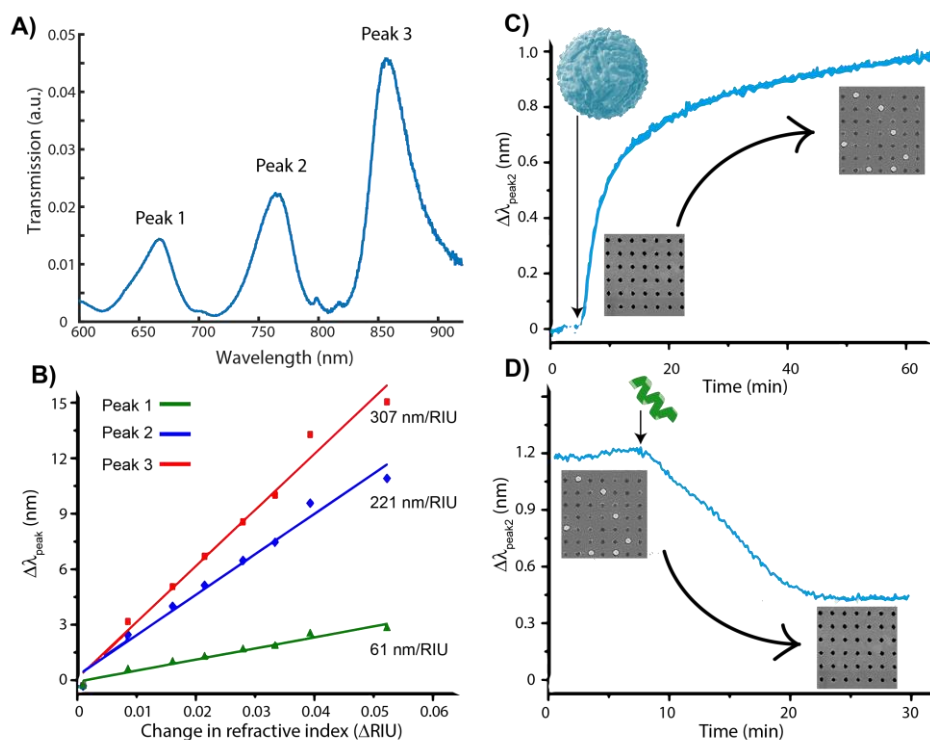 A)
0.05
0.04
0.03
0.02
0.01
0
Transmission (a.u.)
Peak 1
Peak 2
Peak 3
600
650
700
750
800
850
900
Wavelength (nm)
B)
15
12
9
6
3
0
Δλpeak (nm)
Peak 1
Peak 2
Peak 3
307 nm/RIU
221 nm/RIU
61 nm/RIU
0.00
0.01
0.02
0.03
0.04
0.05
0.06
Change in refractive index (ΔRIU)
C)
1.0
0.8
0.6
0.4
0.2
0
Δλpeak2 (nm)
0
20
40
60
Time (min)
D)
1.2
0.9
0.6
0.4
0
Δλpeak2 (nm)
0
10
20
30
Time (min)